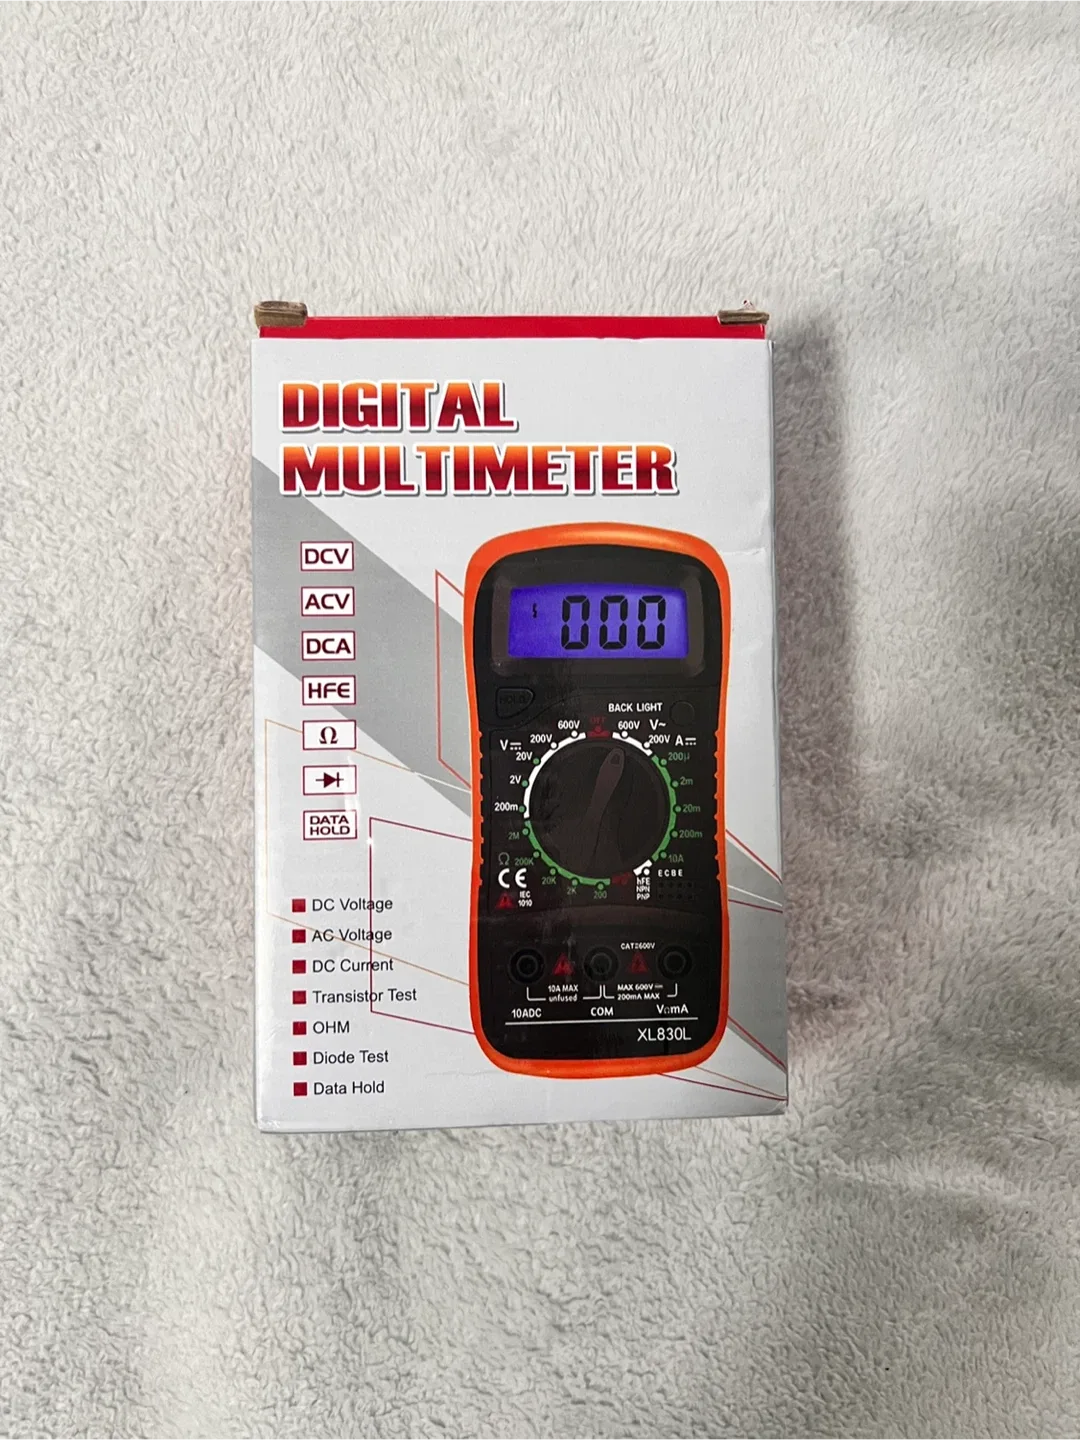 DIGITAL
MULTIMETER
DCV
ACV
DCA
HFE
Ω
DATA
HOLD
DC Voltage
AC Voltage
DC Current
Transistor Test
OHM
Diode Test
Data Hold
000
HOLD
BACK LIGHT
600V OFF 600V V~
V⎓ 200V 200V A⎓
20V 200µ
2V 2m
200m 20m
2M 200m
Ω 200K 10A
20K 2K 200
hFE
NPN
PNP
E C B E
CE
IEC
1010
CAT
600V
10A MAX
unfused
MAX 600V⎓
200mA MAX
10ADC COM VΩmA
XL830L